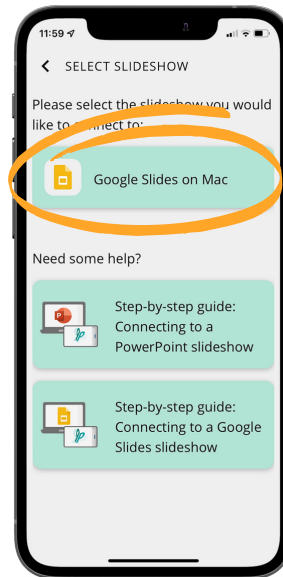 11:59
SELECT SLIDESHOW
Please select the slideshow you would
like to connect to:
Google Slides on Mac
Need some help?
P
Step-by-step guide:
Connecting to a
PowerPoint slideshow
Step-by-step guide:
Connecting to a Google
Slides slideshow